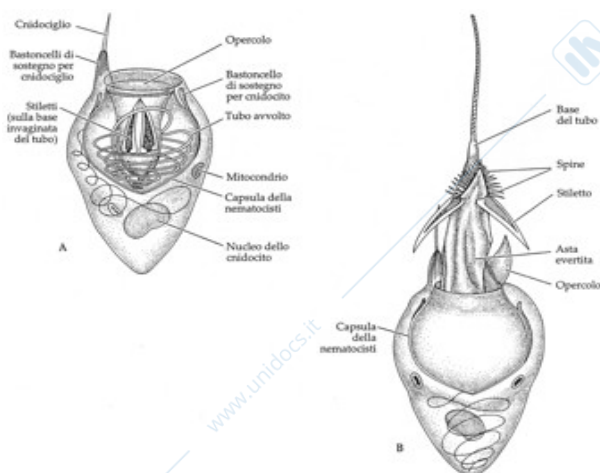 Cnidociglio
Bastoncelli di
sostegno per
cnidociglio
Opercolo
Bastoncello
di sostegno
per cnidocito
Stiletti
(sulla base
invaginata
del tubo)
Tubo avvolto
Mitocondrio
Capsula della
nematocisti
Nucleo dello
cnidocito
A
Base
del tubo
Spine
Stiletto
Asta
evertita
Opercolo
Capsula
della
nematocisti
B
www.unidocs.it